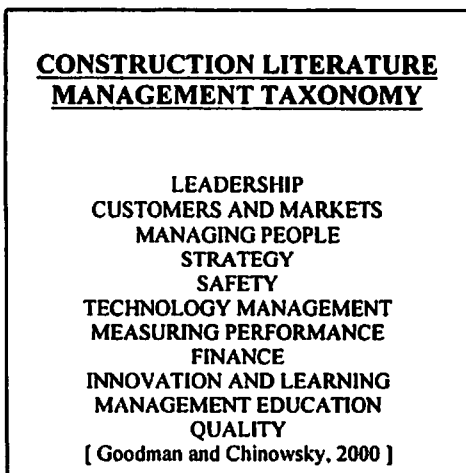 CONSTRUCTION LITERATURE
MANAGEMENT TAXONOMY
LEADERSHIP
CUSTOMERS AND MARKETS
MANAGING PEOPLE
STRATEGY
SAFETY
TECHNOLOGY MANAGEMENT
MEASURING PERFORMANCE
FINANCE
INNOVATION AND LEARNING
MANAGEMENT EDUCATION
QUALITY
[ Goodman and Chinowsky, 2000 ]